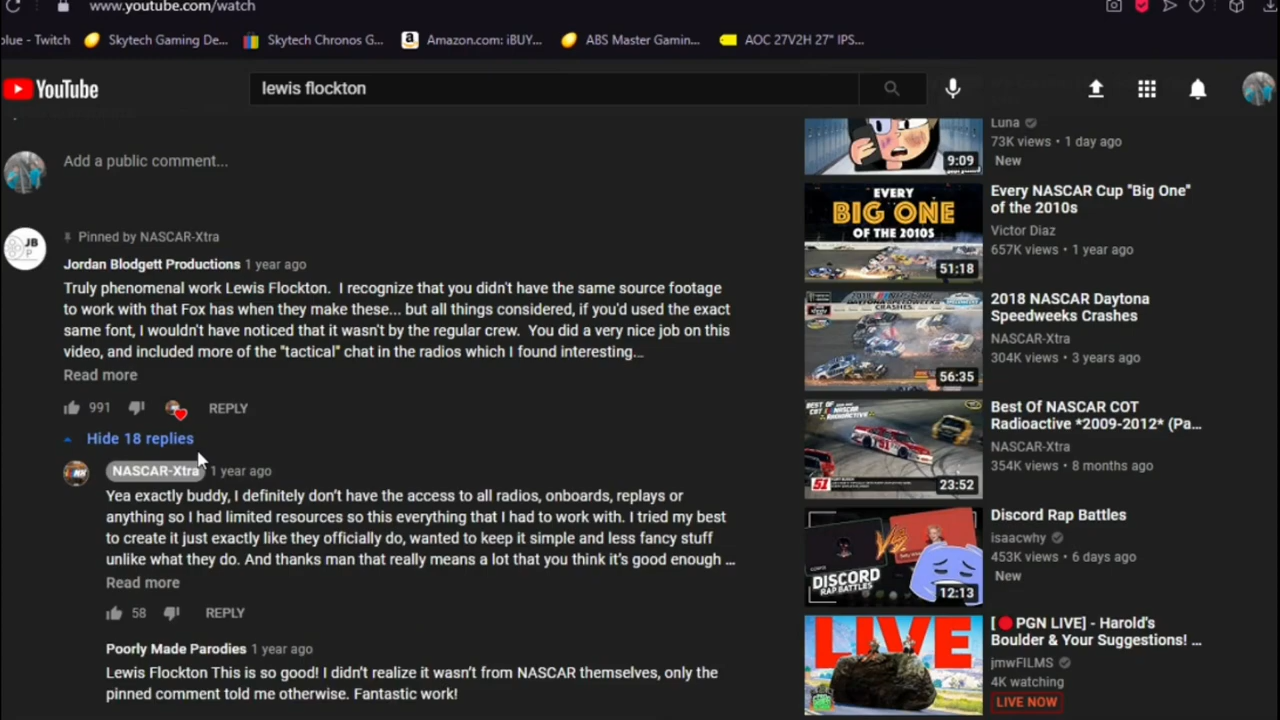 www.youtube.com/watch
olue - Twitch
Skytech Gaming De...
Skytech Chronos G...
Amazon.com: iBUY...
ABS Master Gamin...
AOC 27V2H 27" IPS...
YouTube
lewis flockton
Add a public comment...
Pinned by NASCAR-Xtra
Jordan Blodgett Productions 1 year ago
Truly phenomenal work Lewis Flockton. I recognize that you didn't have the same source footage
to work with that Fox has when they make these... but all things considered, if you'd used the exact
same font, I wouldn't have noticed that it wasn't by the regular crew. You did a very nice job on this
video, and included more of the "tactical" chat in the radios which I found interesting...
Read more
991 REPLY
Hide 18 replies
NASCAR-Xtra 1 year ago
Yea exactly buddy, I definitely don't have the access to all radios, onboards, replays or
anything so I had limited resources so this everything that I had to work with. I tried my best
to create it just exactly like they officially do, wanted to keep it simple and less fancy stuff
unlike what they do. And thanks man that really means a lot that you think it's good enough ...
Read more
58 REPLY
Poorly Made Parodies 1 year ago
Lewis Flockton This is so good! I didn't realize it wasn't from NASCAR themselves, only the
pinned comment told me otherwise. Fantastic work!
9:09
Luna
73K views • 1 day ago
New
EVERY
BIG ONE
OF THE 2010S
51:18
Every NASCAR Cup "Big One"
of the 2010s
Victor Diaz
657K views • 1 year ago
56:35
2018 NASCAR Daytona
Speedweeks Crashes
NASCAR-Xtra
304K views • 3 years ago
51
23:52
Best Of NASCAR COT
Radioactive *2009-2012* (Pa...
NASCAR-Xtra
354K views • 8 months ago
VS
DISCORD
RAP BATTLES
12:13
Discord Rap Battles
isaacwhy
453K views • 6 days ago
New
LIVE
[🔴PGN LIVE] - Harold's
Boulder & Your Suggestions! ...
jmwFILMS
4K watching
LIVE NOW